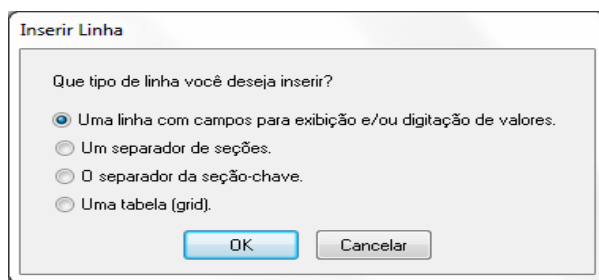 Inserir Linha
Que tipo de linha você deseja inserir?
Uma linha com campos para exibição e/ou digitação de valores.
Um separador de seções.
O separador da seção-chave.
Uma tabela (grid).
OK Cancelar